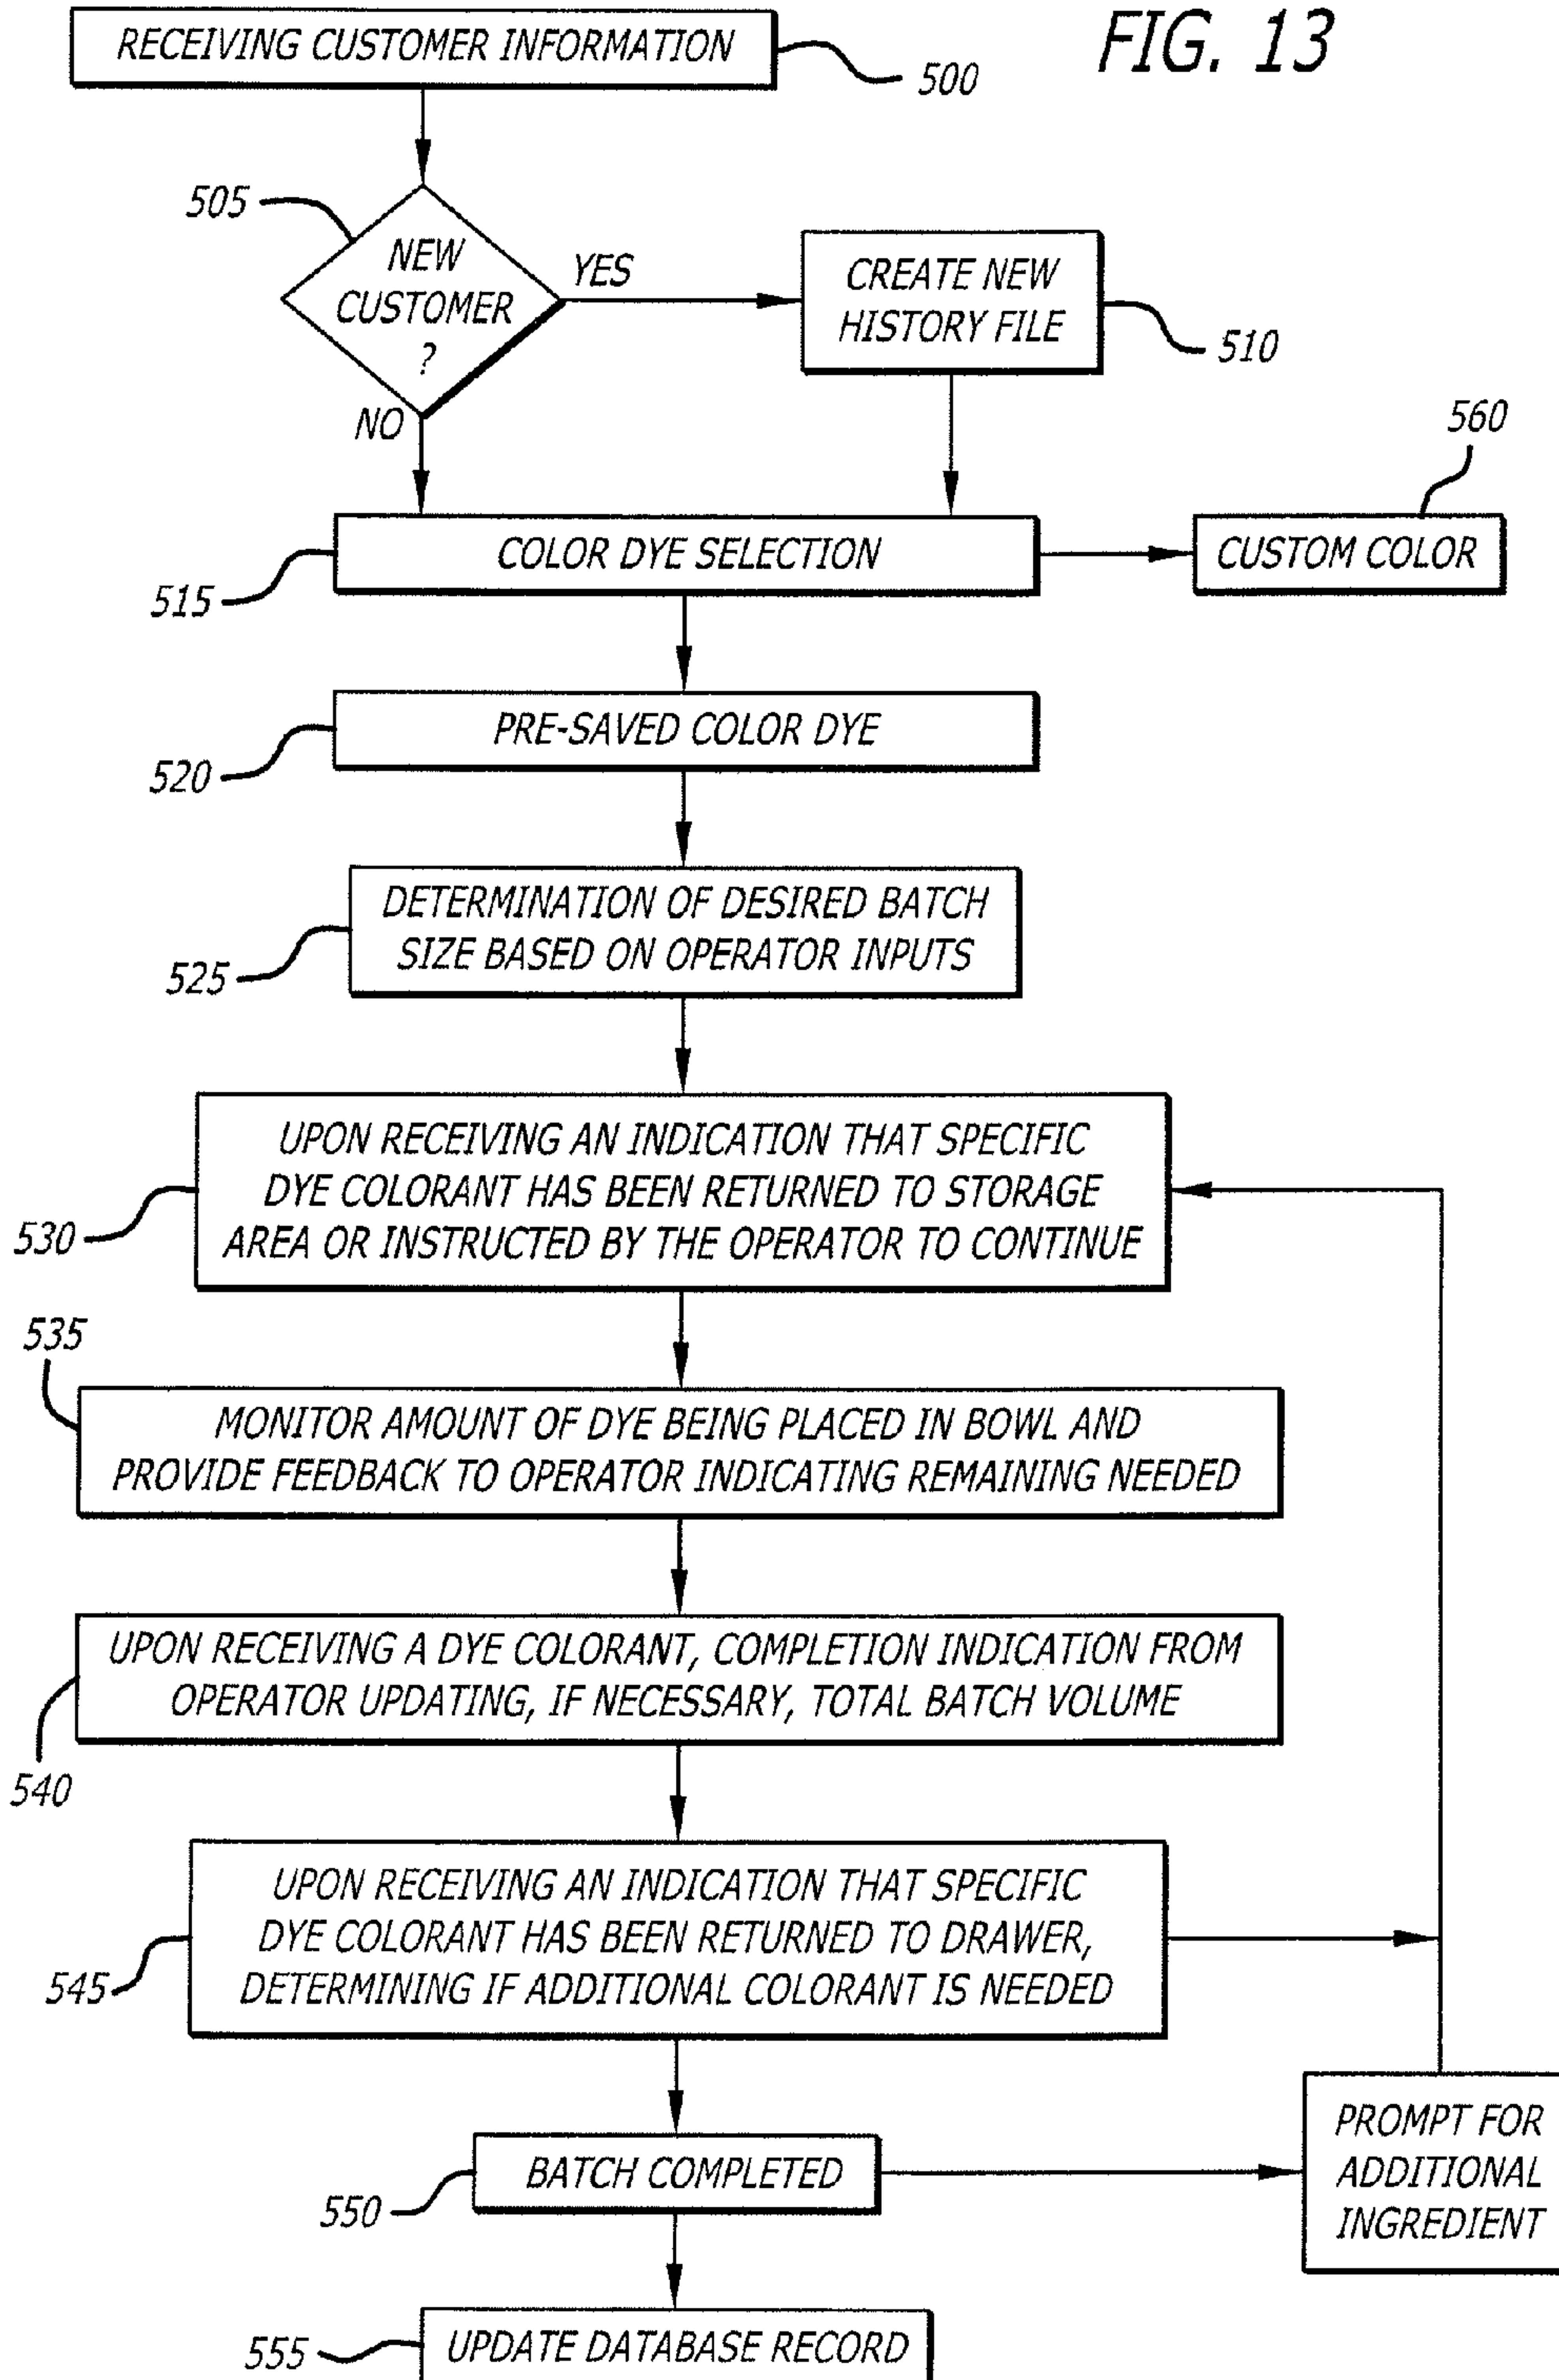 FIG. 13
RECEIVING CUSTOMER INFORMATION
500
505
NEW
CUSTOMER
?
YES
NO
CREATE NEW
HISTORY FILE
510
560
COLOR DYE SELECTION
515
CUSTOM COLOR
PRE-SAVED COLOR DYE
520
DETERMINATION OF DESIRED BATCH
SIZE BASED ON OPERATOR INPUTS
525
UPON RECEIVING AN INDICATION THAT SPECIFIC
DYE COLORANT HAS BEEN RETURNED TO STORAGE
AREA OR INSTRUCTED BY THE OPERATOR TO CONTINUE
530
535
MONITOR AMOUNT OF DYE BEING PLACED IN BOWL AND
PROVIDE FEEDBACK TO OPERATOR INDICATING REMAINING NEEDED
UPON RECEIVING A DYE COLORANT, COMPLETION INDICATION FROM
OPERATOR UPDATING, IF NECESSARY, TOTAL BATCH VOLUME
540
UPON RECEIVING AN INDICATION THAT SPECIFIC
DYE COLORANT HAS BEEN RETURNED TO DRAWER,
DETERMINING IF ADDITIONAL COLORANT IS NEEDED
545
BATCH COMPLETED
550
PROMPT FOR
ADDITIONAL
INGREDIENT
UPDATE DATABASE RECORD
555